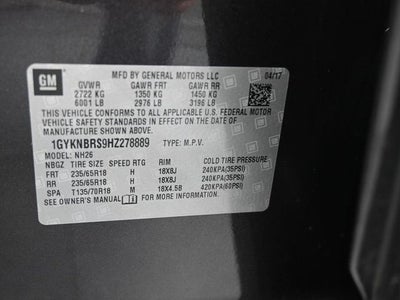 GM
MFD BY GENERAL MOTORS LLC 04/17
GVWR GAWR FRT GAWR RR
2722 KG 1350 KG 1450 KG
6001 LB 2976 LB 3196 LB
THIS VEHICLE CONFORMS TO ALL APPLICABLE U.S. FEDERAL MOTOR
VEHICLE SAFETY STANDARDS IN EFFECT ON THE DATE OF
MANUFACTURE SHOWN ABOVE.
1GYKNBRS9HZ278889 TYPE: M.P.V.
MODEL: NH26
NBGZ TIRE SIZE SPEED RTG RIM COLD TIRE PRESSURE
FRT 235/65R18 H 18X8J 240KPA(35PSI)
RR 235/65R18 H 18X8J 240KPA(35PSI)
SPA T135/70R18 M 18X4.5B 420KPA(60PSI)
SEE OWNER'S MANUAL FOR MORE INFORMATION.